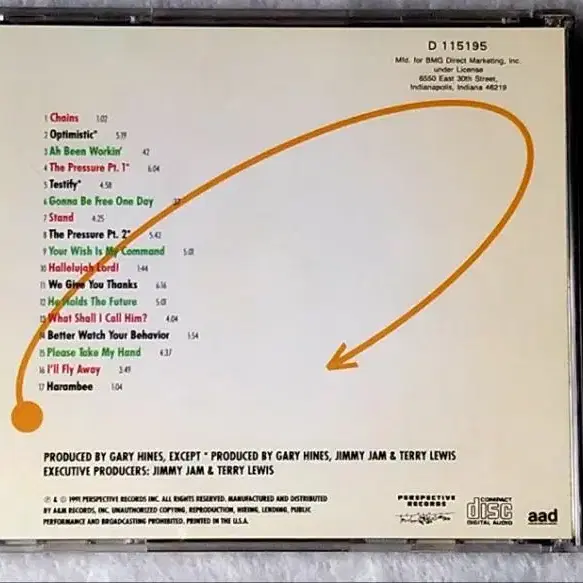 D 115195
Mfd. for BMG Direct Marketing, Inc.
under License
6550 East 30th Street,
Indianapolis, Indiana 46219
1 Chains 1:02
2 Optimistic* 5:19
3 Ah Been Workin' 42
4 The Pressure Pt. 1* 6:04
5 Testify* 4:58
6 Gonna Be Free One Day 37
7 Stand 4:25
8 The Pressure Pt. 2* 5:42
9 Your Wish Is My Command 5:01
10 Hallelujah Lord! 1:44
11 We Give You Thanks 6:16
12 He Holds The Future 5:01
13 What Shall I Call Him? 4:04
14 Better Watch Your Behavior 1:54
15 Please Take My Hand 4:37
16 I'll Fly Away 3:49
17 Harambee 1:04
PRODUCED BY GARY HINES, EXCEPT * PRODUCED BY GARY HINES, JIMMY JAM & TERRY LEWIS
EXECUTIVE PRODUCERS: JIMMY JAM & TERRY LEWIS
℗ & © 1991 PERSPECTIVE RECORDS INC. ALL RIGHTS RESERVED. MANUFACTURED AND DISTRIBUTED
BY A&M RECORDS, INC. UNAUTHORIZED COPYING, REPRODUCTION, HIRING, LENDING, PUBLIC
PERFORMANCE AND BROADCASTING PROHIBITED. PRINTED IN THE U.S.A.
PERSPECTIVE
RECORDS
COMPACT
disc
DIGITAL AUDIO
aad